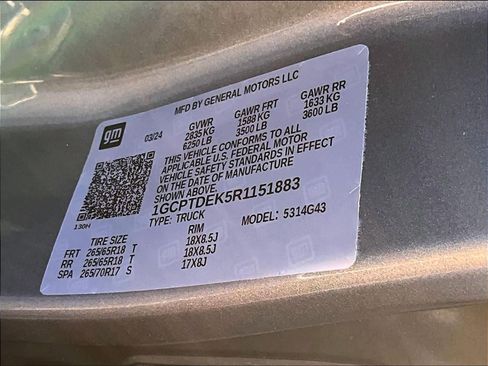 MFD BY GENERAL MOTORS LLC
gm
03/24
GVWR GAWR FRT GAWR RR
2835 KG 1588 KG 1633 KG
6250 LB 3500 LB 3600 LB
THIS VEHICLE CONFORMS TO ALL
APPLICABLE U.S. FEDERAL MOTOR
VEHICLE SAFETY STANDARDS IN EFFECT
ON THE DATE OF MANUFACTURE
SHOWN ABOVE.
1GCPTDEK5R1151883
TYPE: TRUCK MODEL: 5314G43
130H
TIRE SIZE RIM
FRT 265/65R18 T 18X8.5J
RR 265/65R18 T 18X8.5J
SPA 265/70R17 S 17X8J